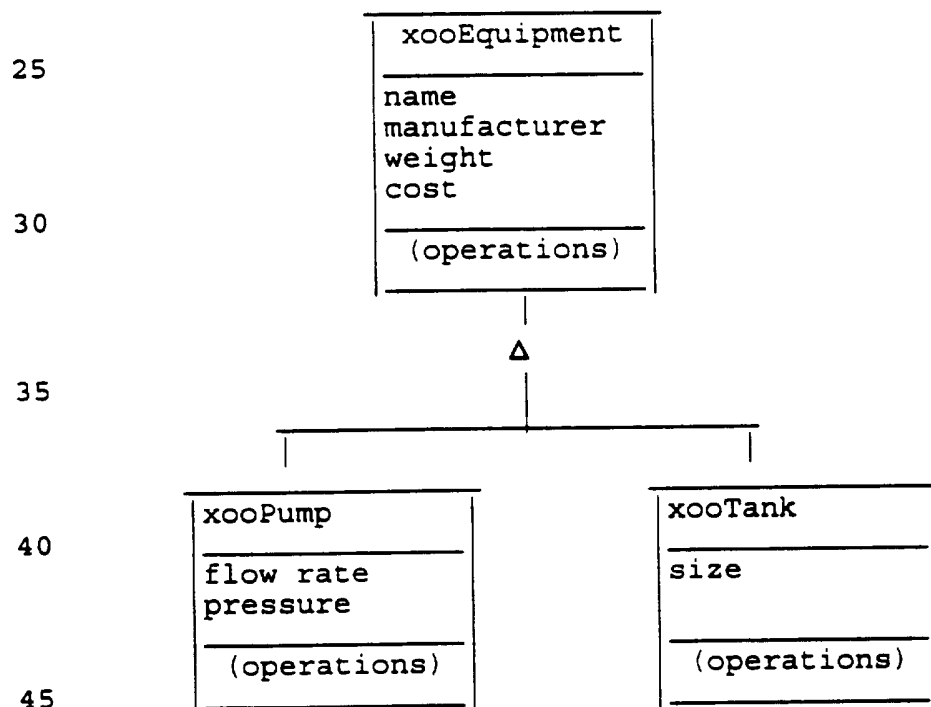 xooEquipment
25
name
manufacturer
weight
cost
30
(operations)
35
xooPump xooTank
40
flow rate size
pressure
(operations) (operations)
45